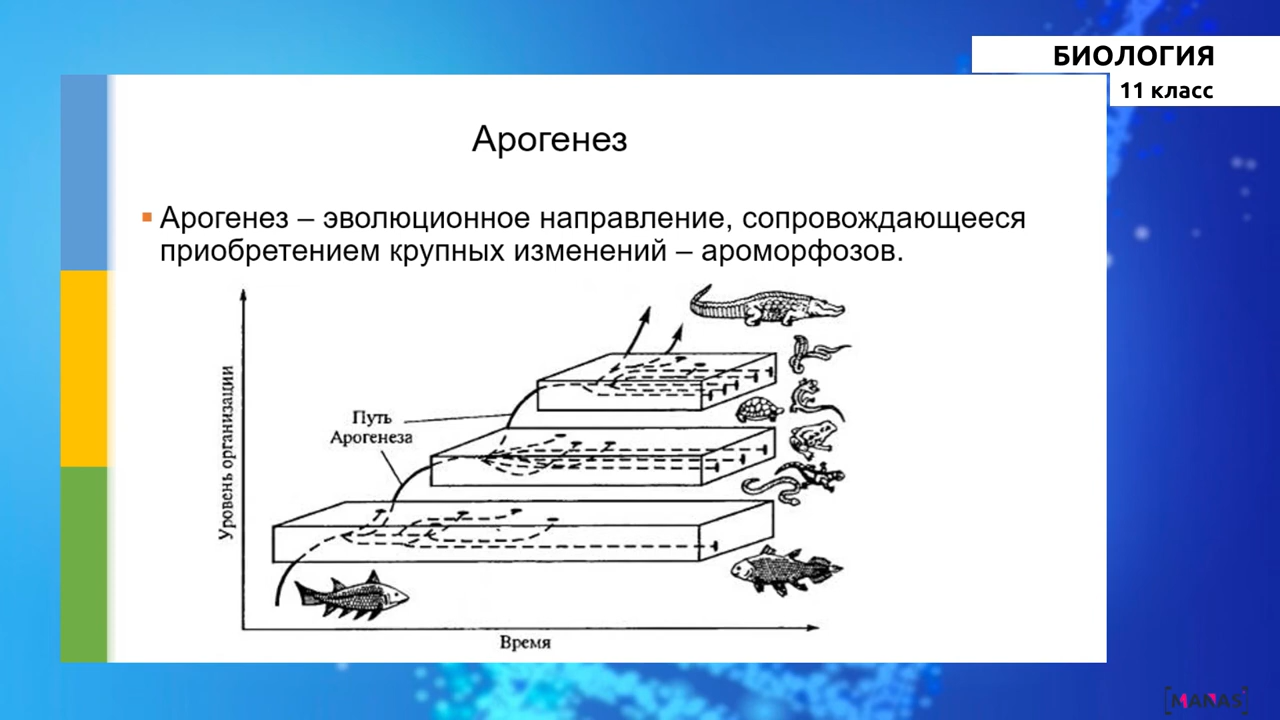 БИОЛОГИЯ
11 класс
Арогенез
Арогенез – эволюционное направление, сопровождающееся
приобретением крупных изменений – ароморфозов.
Уровень организации
Путь
Арогенеза
Время
[MANAS]